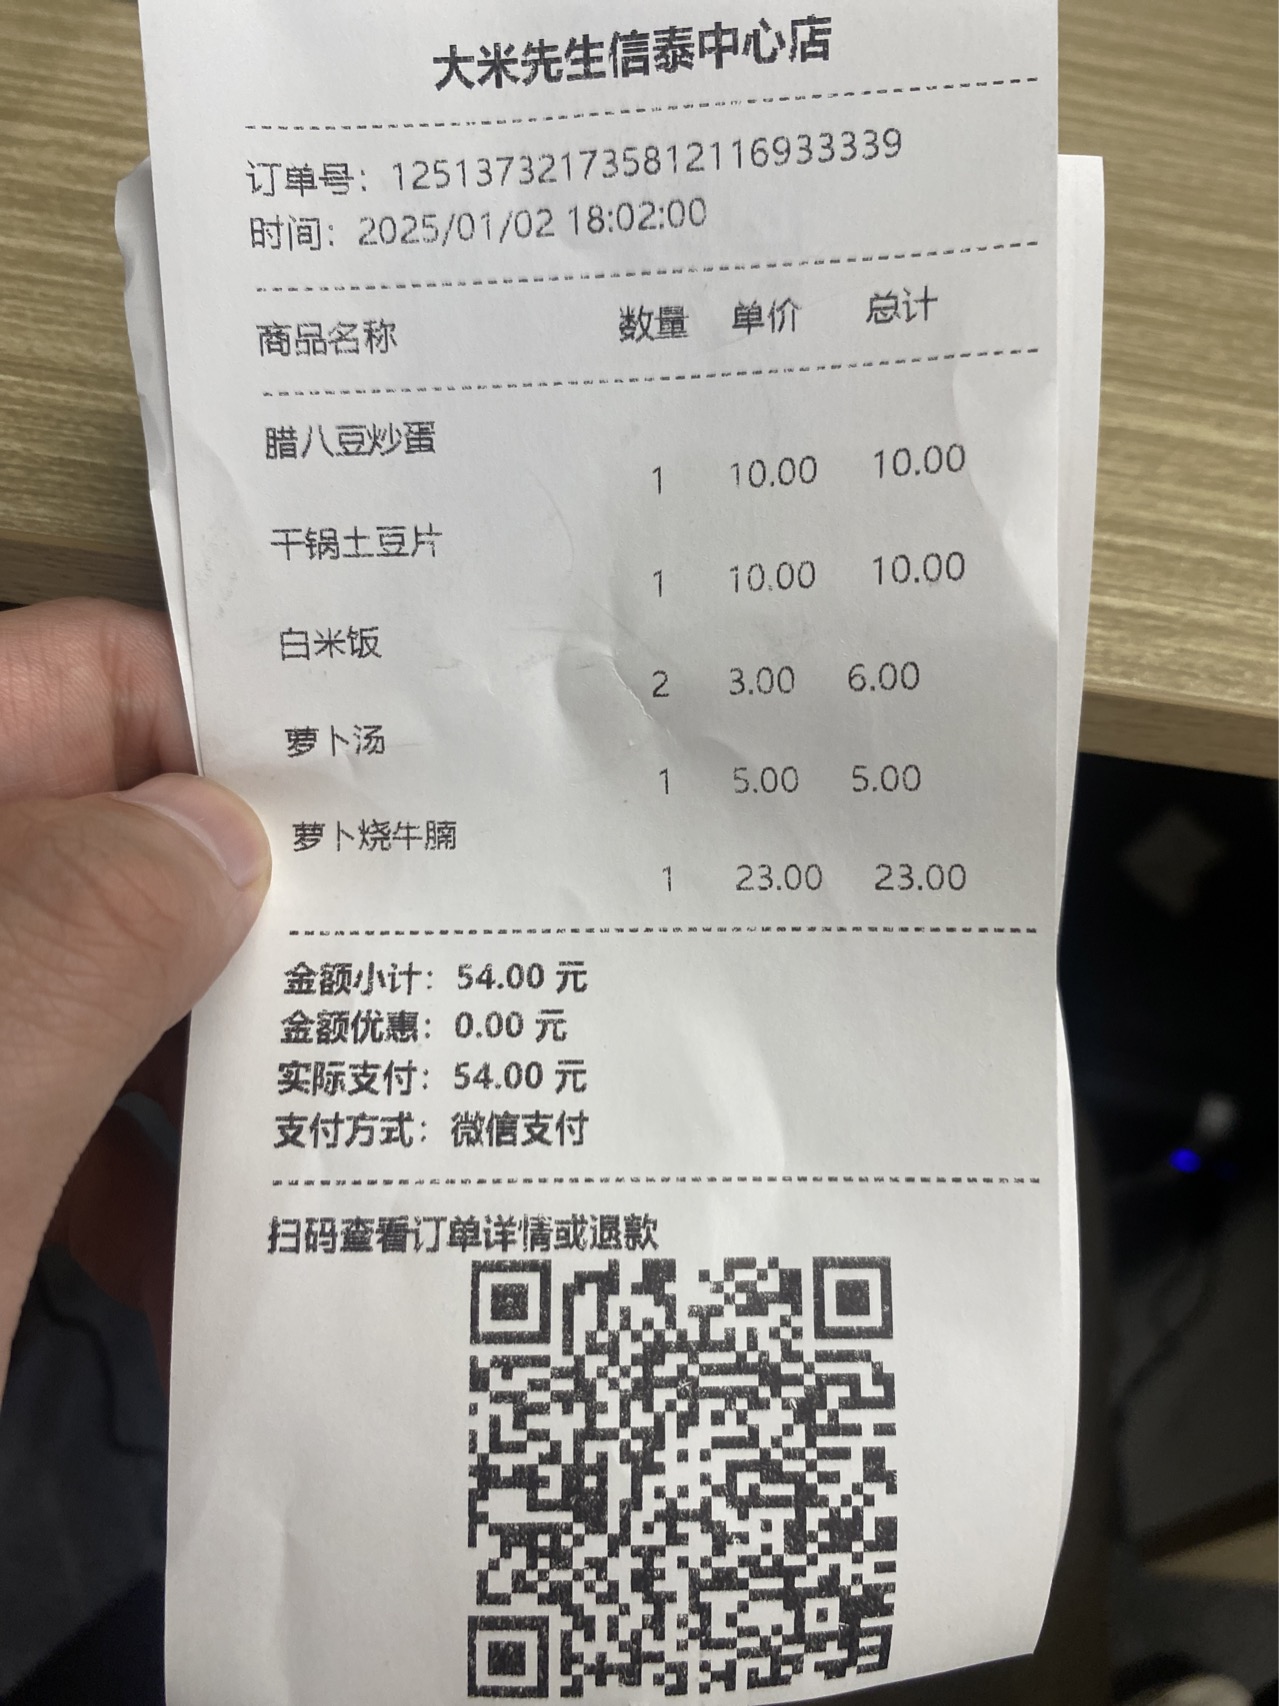 大米先生信泰中心店
订单号：125137321735812116933339
时间：2025/01/02 18:02:00
商品名称 数量 单价 总计
腊八豆炒蛋
1 10.00 10.00
干锅土豆片
1 10.00 10.00
白米饭
2 3.00 6.00
萝卜汤
1 5.00 5.00
萝卜烧牛腩
1 23.00 23.00
金额小计：54.00 元
金额优惠：0.00 元
实际支付：54.00 元
支付方式：微信支付
扫码查看订单详情或退款